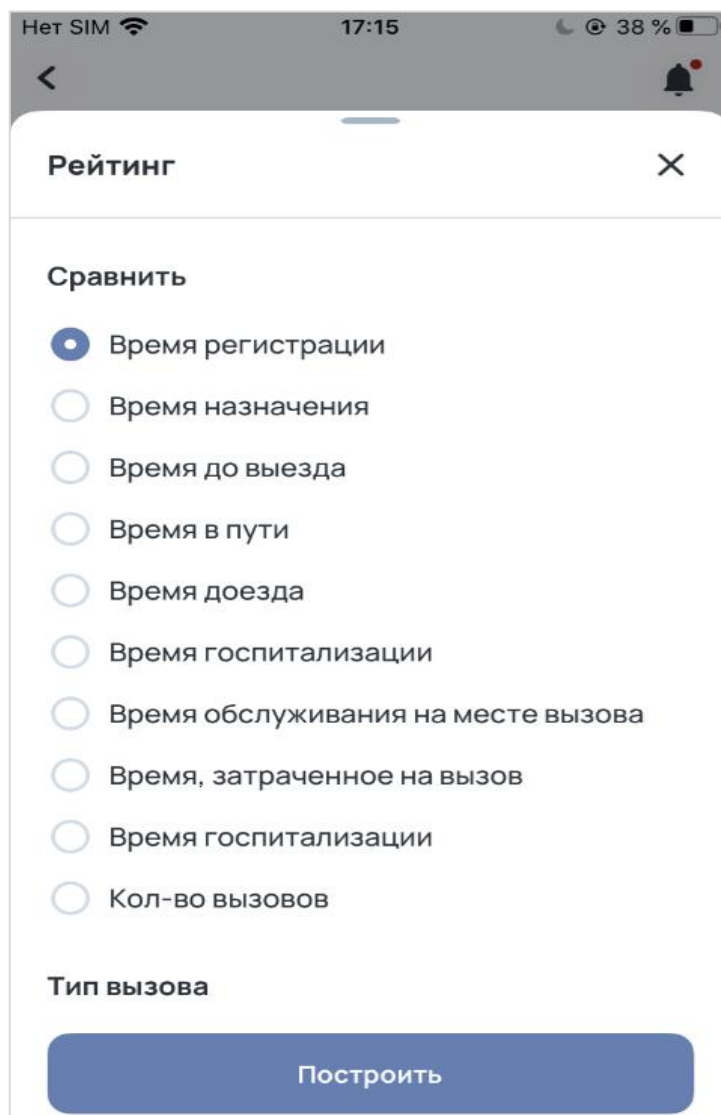 Нет SIM 17:15 38 %
Рейтинг
Сравнить
Время регистрации
Время назначения
Время до выезда
Время в пути
Время доезда
Время госпитализации
Время обслуживания на месте вызова
Время, затраченное на вызов
Время госпитализации
Кол-во вызовов
Тип вызова
Построить